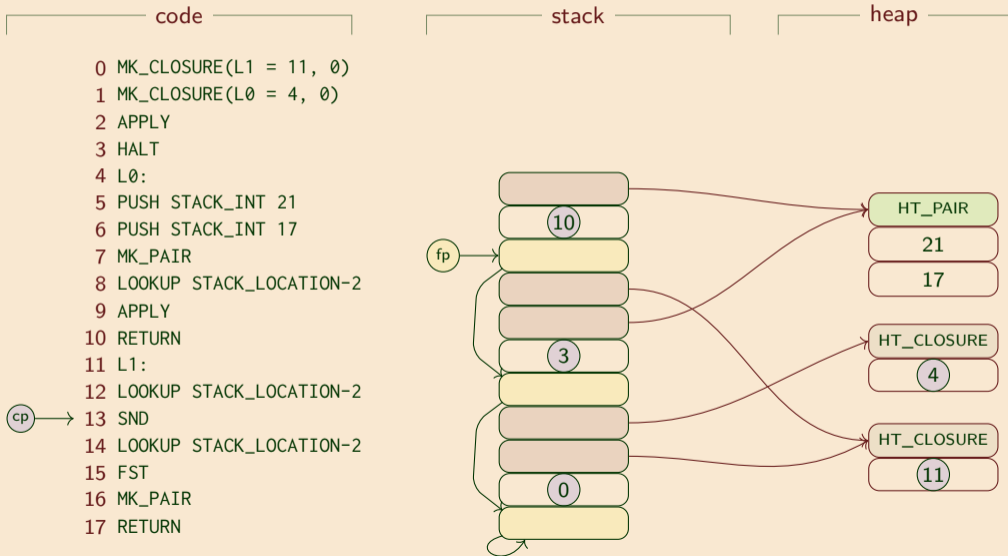 code
0 MK_CLOSURE(L1 = 11, 0)
1 MK_CLOSURE(L0 = 4, 0)
2 APPLY
3 HALT
4 L0:
5 PUSH STACK_INT 21
6 PUSH STACK_INT 17
7 MK_PAIR
8 LOOKUP STACK_LOCATION-2
9 APPLY
10 RETURN
11 L1:
12 LOOKUP STACK_LOCATION-2
cp
13 SND
14 LOOKUP STACK_LOCATION-2
15 FST
16 MK_PAIR
17 RETURN
stack
10
fp
3
0
heap
HT_PAIR
21
17
HT_CLOSURE
4
HT_CLOSURE
11